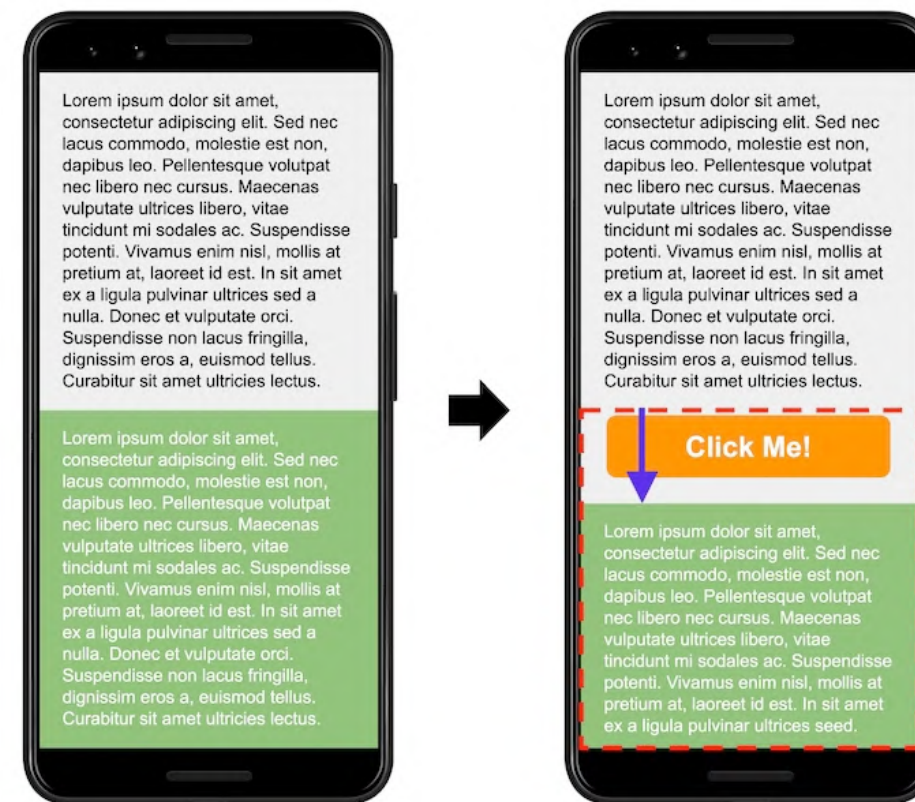 Lorem ipsum dolor sit amet,
consectetur adipiscing elit. Sed nec
lacus commodo, molestie est non,
dapibus leo. Pellentesque volutpat
nec libero nec cursus. Maecenas
vulputate ultrices libero, vitae
tincidunt mi sodales ac. Suspendisse
potenti. Vivamus enim nisl, mollis at
pretium at, laoreet id est. In sit amet
ex a ligula pulvinar ultrices sed a
nulla. Donec et vulputate orci.
Suspendisse non lacus fringilla,
dignissim eros a, euismod tellus.
Curabitur sit amet ultricies lectus.
Lorem ipsum dolor sit amet,
consectetur adipiscing elit. Sed nec
lacus commodo, molestie est non,
dapibus leo. Pellentesque volutpat
nec libero nec cursus. Maecenas
vulputate ultrices libero, vitae
tincidunt mi sodales ac. Suspendisse
potenti. Vivamus enim nisl, mollis at
pretium at, laoreet id est. In sit amet
ex a ligula pulvinar ultrices sed a
nulla. Donec et vulputate orci.
Suspendisse non lacus fringilla,
dignissim eros a, euismod tellus.
Curabitur sit amet ultricies lectus.
Lorem ipsum dolor sit amet,
consectetur adipiscing elit. Sed nec
lacus commodo, molestie est non,
dapibus leo. Pellentesque volutpat
nec libero nec cursus. Maecenas
vulputate ultrices libero, vitae
tincidunt mi sodales ac. Suspendisse
potenti. Vivamus enim nisl, mollis at
pretium at, laoreet id est. In sit amet
ex a ligula pulvinar ultrices sed a
nulla. Donec et vulputate orci.
Suspendisse non lacus fringilla,
dignissim eros a, euismod tellus.
Curabitur sit amet ultricies lectus.
Click Me!
Lorem ipsum dolor sit amet,
consectetur adipiscing elit. Sed nec
lacus commodo, molestie est non,
dapibus leo. Pellentesque volutpat
nec libero nec cursus. Maecenas
vulputate ultrices libero, vitae
tincidunt mi sodales ac. Suspendisse
potenti. Vivamus enim nisl, mollis at
pretium at, laoreet id est. In sit amet
ex a ligula pulvinar ultrices seed.